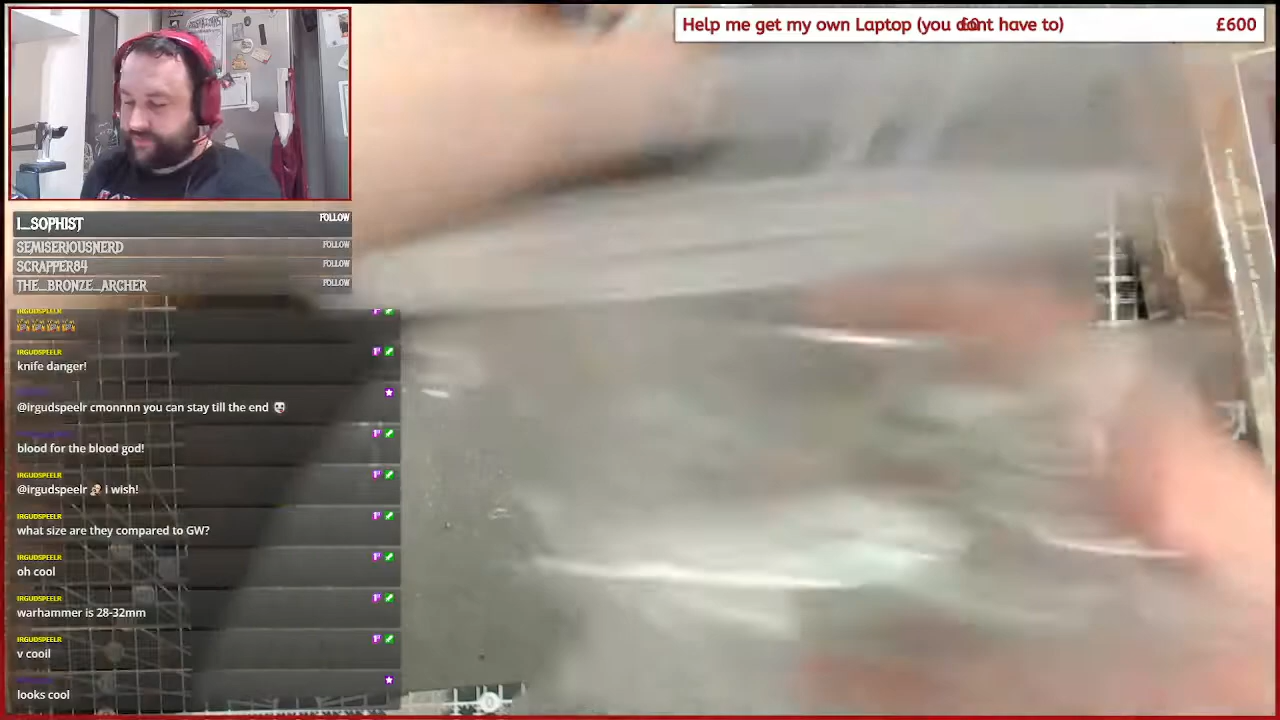 Help me get my own Laptop (you dont have to)
£0
£600
I_SOPHIST FOLLOW
SEMISERIOUSNERD FOLLOW
SCRAPPER84 FOLLOW
THE_BRONZE_ARCHER FOLLOW
IRGUDSPEELR
IRGUDSPEELR
knife danger!
@irgudspeelr cmonnnn you can stay till the end
blood for the blood god!
IRGUDSPEELR
@irgudspeelr i wish!
IRGUDSPEELR
what size are they compared to GW?
IRGUDSPEELR
oh cool
IRGUDSPEELR
warhammer is 28-32mm
IRGUDSPEELR
v cooil
looks cool